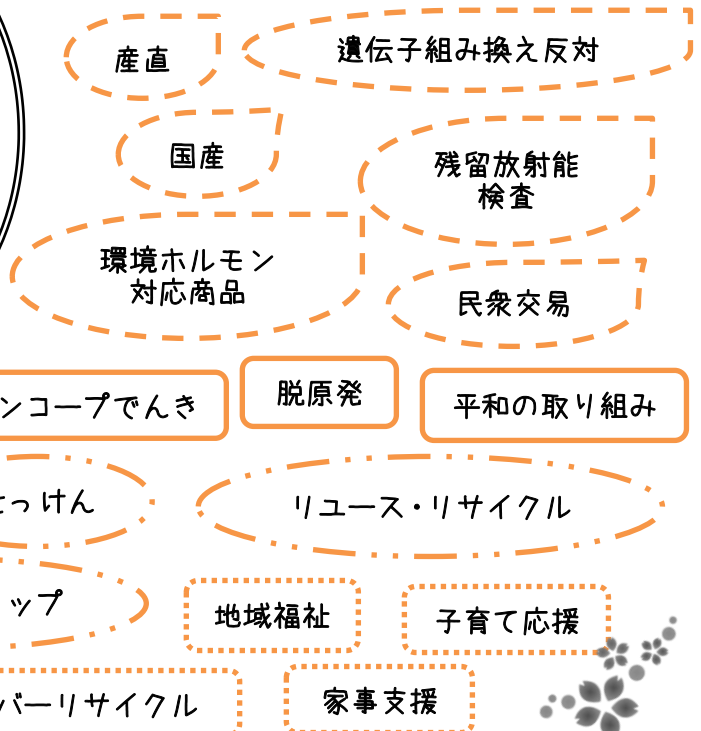 産直
遺伝子組み換え反対
国産
残留放射能
検査
環境ホルモン
対応商品
民衆交易
ンコープでんき
脱原発
平和の取り組み
っけん
リユース・リサイクル
ップ
地域福祉
子育て応援
バーリサイクル
家事支援